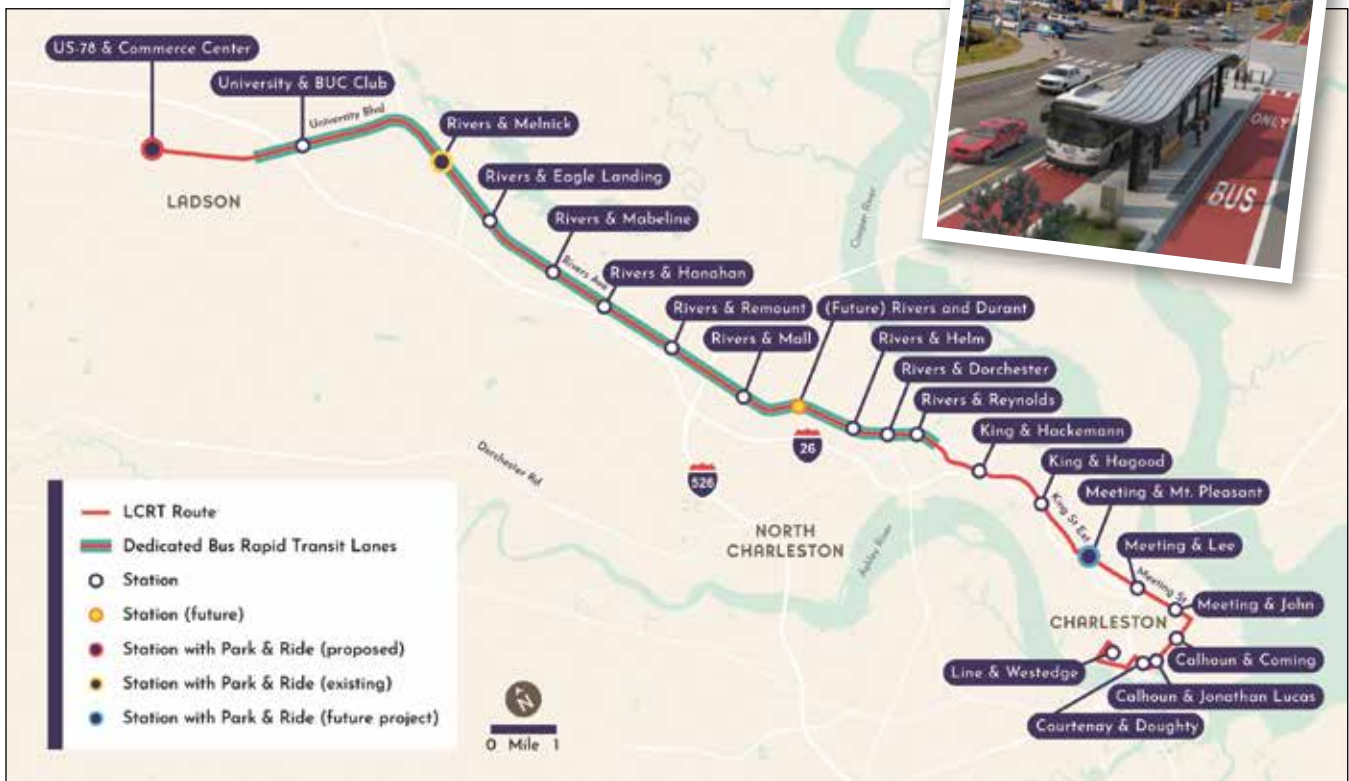 US-78 & Commerce Center
University & BUC Club
University Blvd
Rivers & Melnick
Rivers & Eagle Landing
Rivers & Mabeline
Rivers Ave
Rivers & Hanahan
Rivers & Remount
Rivers & Mall
(Future) Rivers and Durant
Rivers & Helm
Rivers & Dorchester
Rivers & Reynolds
King & Hackemann
King & Hagood
Meeting & Mt. Pleasant
Meeting & Lee
Meeting & John
Calhoun & Coming
Calhoun & Jonathan Lucas
Courtenay & Doughty
Line & Westedge
King St Ext
Meeting St
LADSON
NORTH
CHARLESTON
CHARLESTON
Cooper River
Ashley River
Dorchester Rd
26
526
ONLY
BUS
LCRT Route
Dedicated Bus Rapid Transit Lanes
Station
Station (future)
Station with Park & Ride (proposed)
Station with Park & Ride (existing)
Station with Park & Ride (future project)
N
0 Mile 1